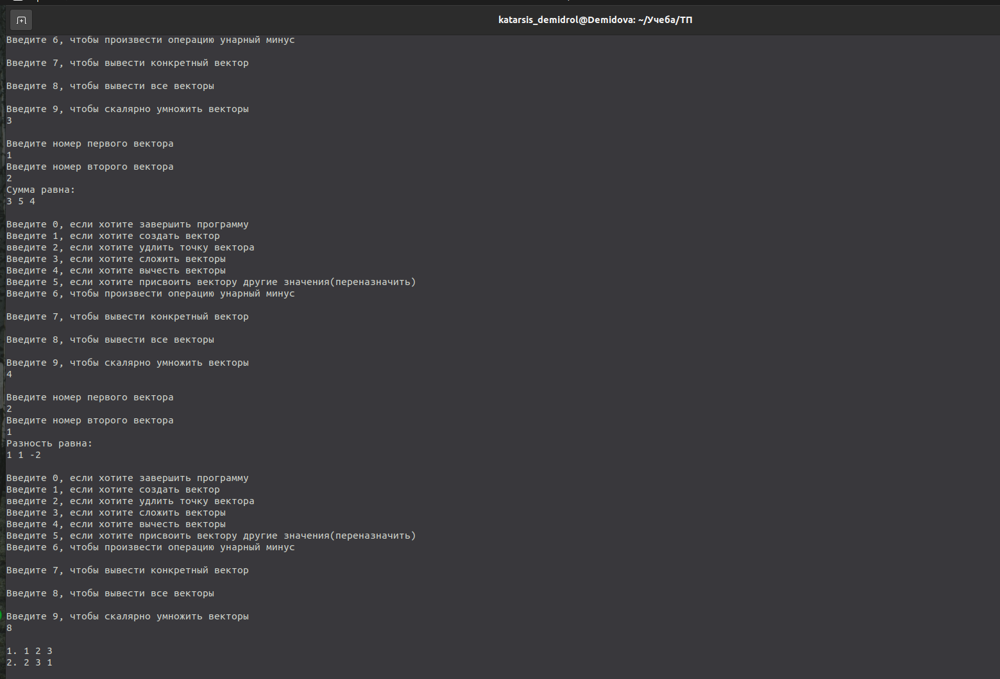 katarsis_demidrol@Demidova: ~/Учеба/ТП
Введите 6, чтобы произвести операцию унарный минус
Введите 7, чтобы вывести конкретный вектор
Введите 8, чтобы вывести все векторы
Введите 9, чтобы скалярно умножить векторы
3
Введите номер первого вектора
1
Введите номер второго вектора
2
Сумма равна:
3 5 4
Введите 0, если хотите завершить программу
Введите 1, если хотите создать вектор
введите 2, если хотите удлить точку вектора
Введите 3, если хотите сложить векторы
Введите 4, если хотите вычесть векторы
Введите 5, если хотите присвоить вектору другие значения(переназначить)
Введите 6, чтобы произвести операцию унарный минус
Введите 7, чтобы вывести конкретный вектор
Введите 8, чтобы вывести все векторы
Введите 9, чтобы скалярно умножить векторы
4
Введите номер первого вектора
2
Введите номер второго вектора
1
Разность равна:
1 1 -2
Введите 0, если хотите завершить программу
Введите 1, если хотите создать вектор
введите 2, если хотите удлить точку вектора
Введите 3, если хотите сложить векторы
Введите 4, если хотите вычесть векторы
Введите 5, если хотите присвоить вектору другие значения(переназначить)
Введите 6, чтобы произвести операцию унарный минус
Введите 7, чтобы вывести конкретный вектор
Введите 8, чтобы вывести все векторы
Введите 9, чтобы скалярно умножить векторы
8
1. 1 2 3
2. 2 3 1